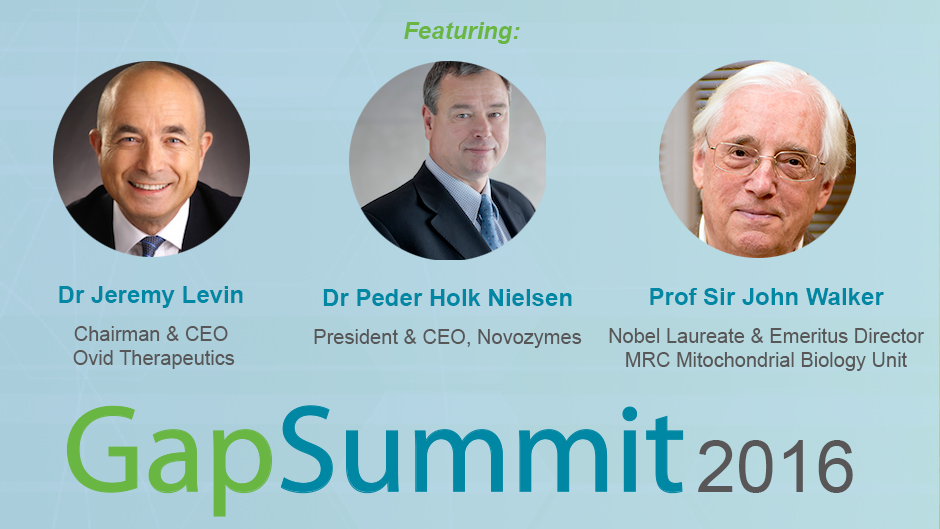 Featuring:
Dr Jeremy Levin
Chairman & CEO
Ovid Therapeutics
Dr Peder Holk Nielsen
President & CEO, Novozymes
Prof Sir John Walker
Nobel Laureate & Emeritus Director
MRC Mitochondrial Biology Unit
GapSummit 2016